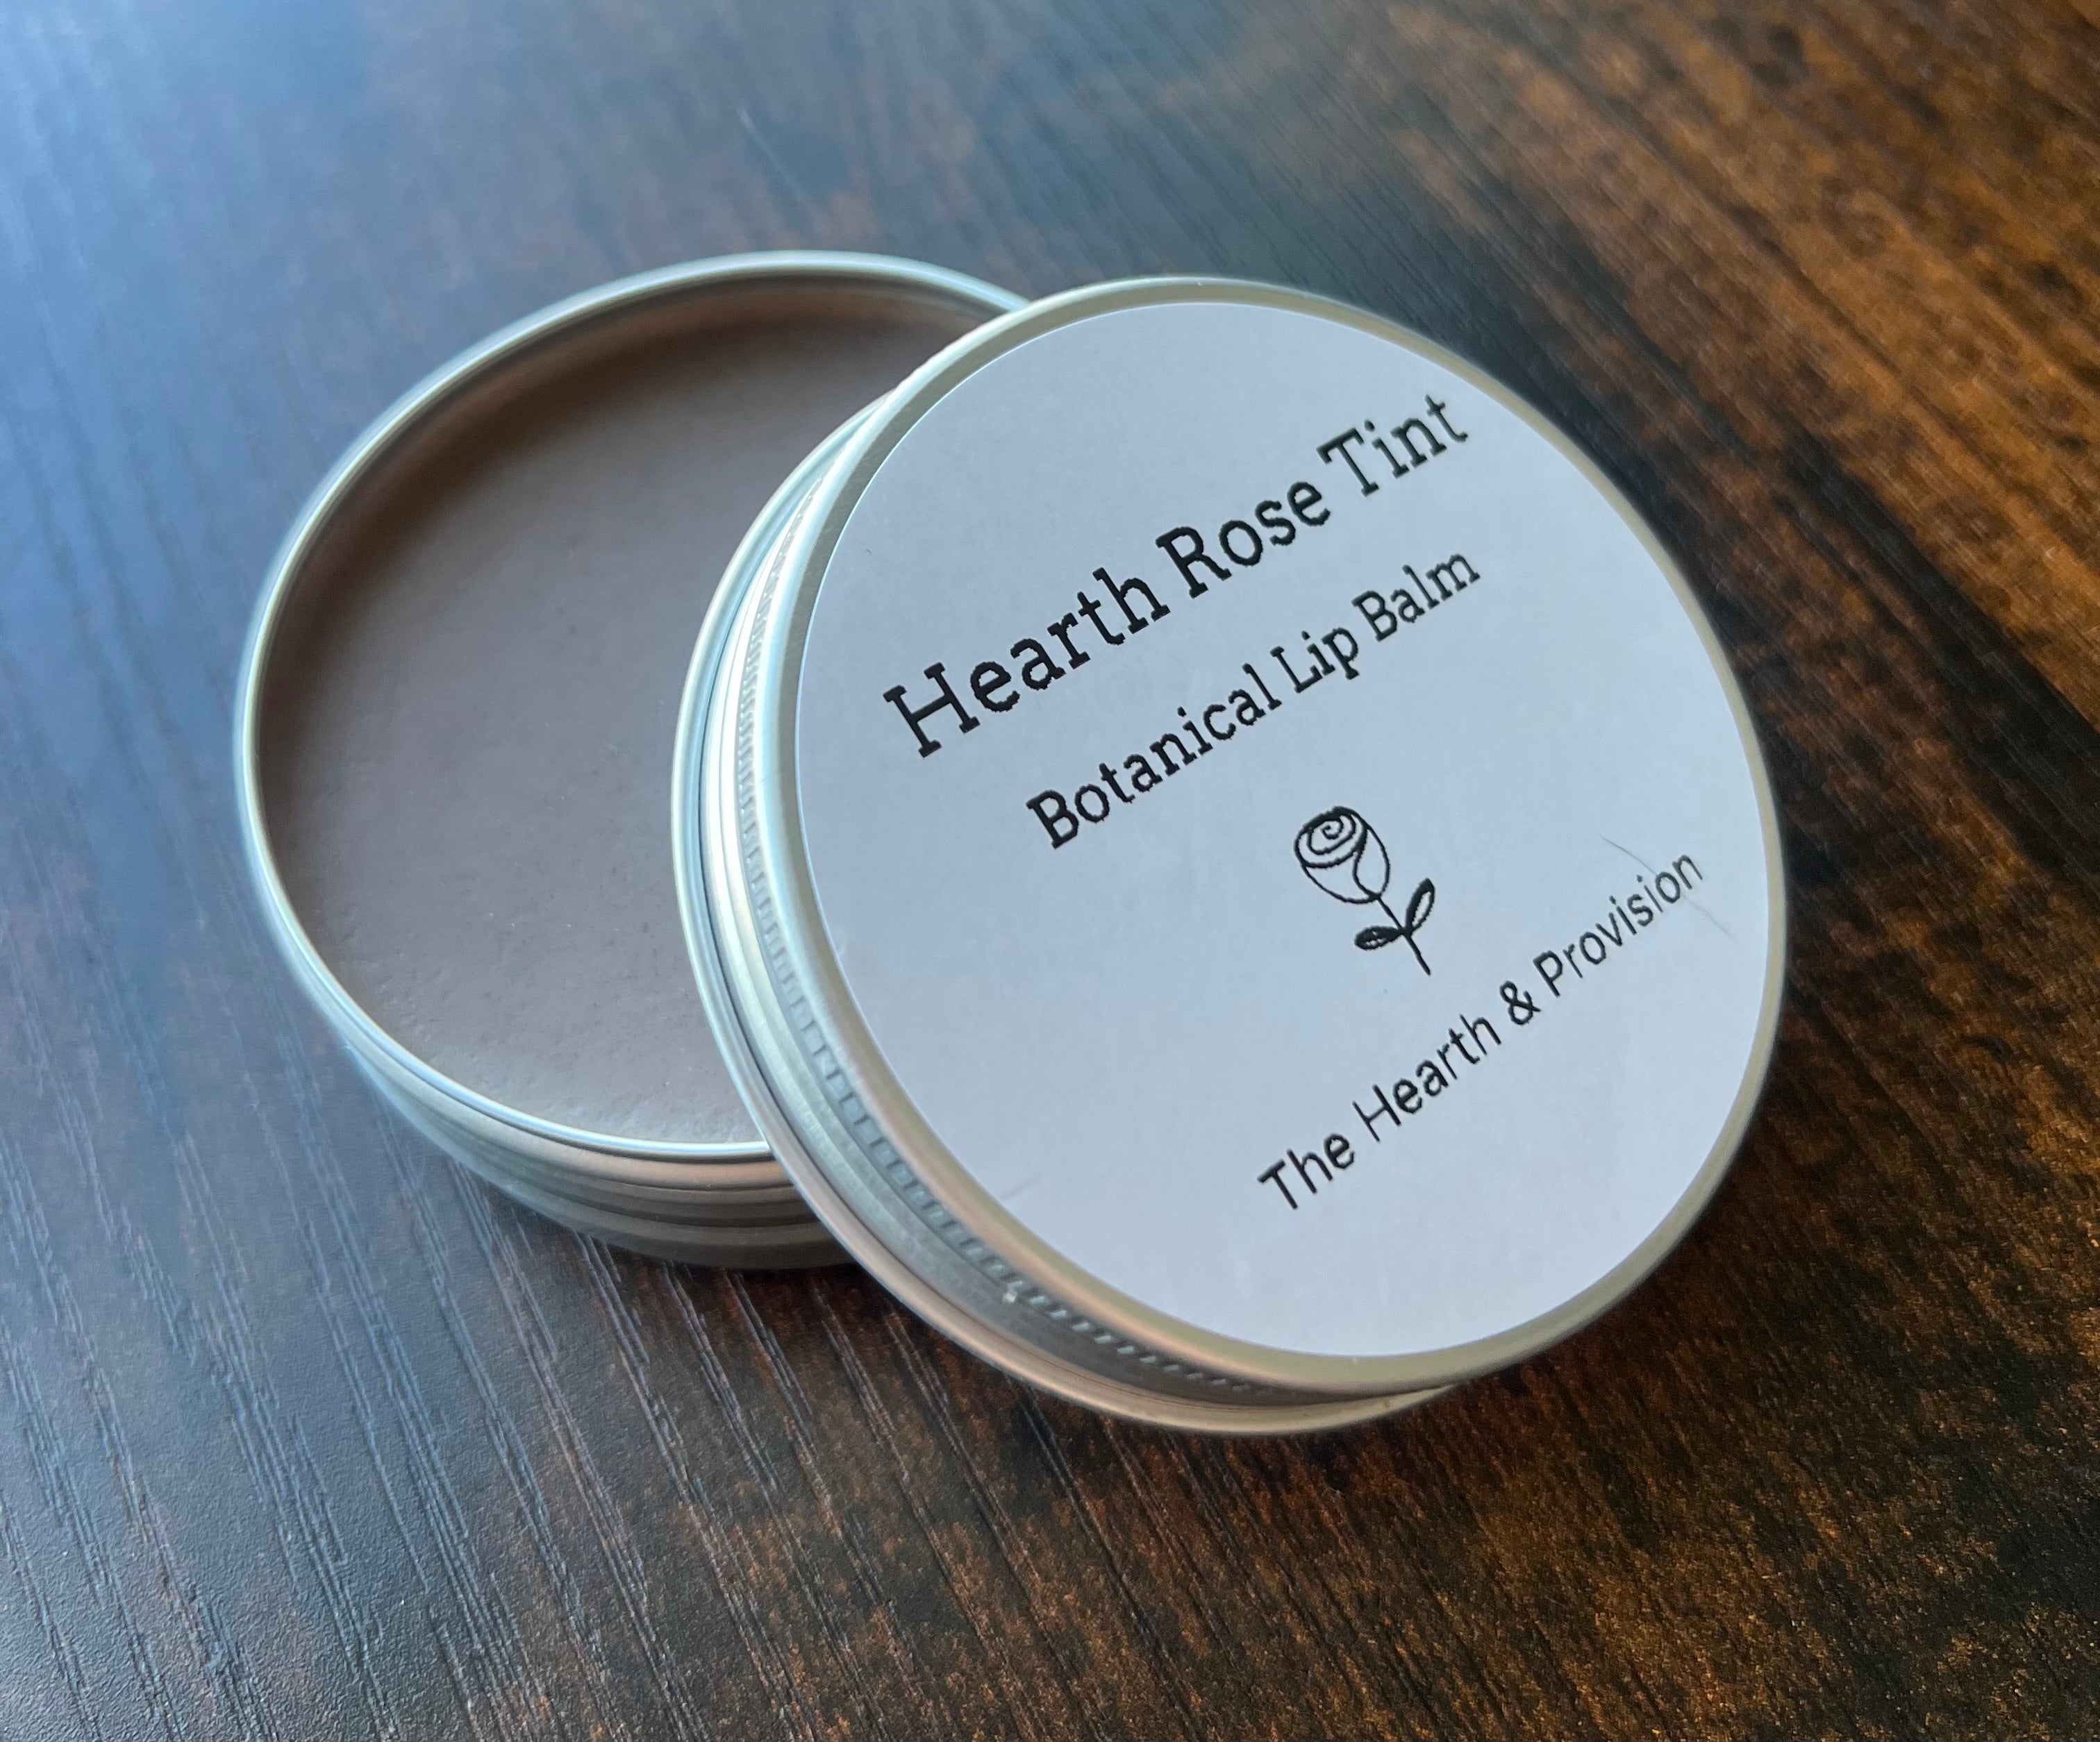 Hearth Rose Tint
Botanical Lip Balm
The Hearth & Provision